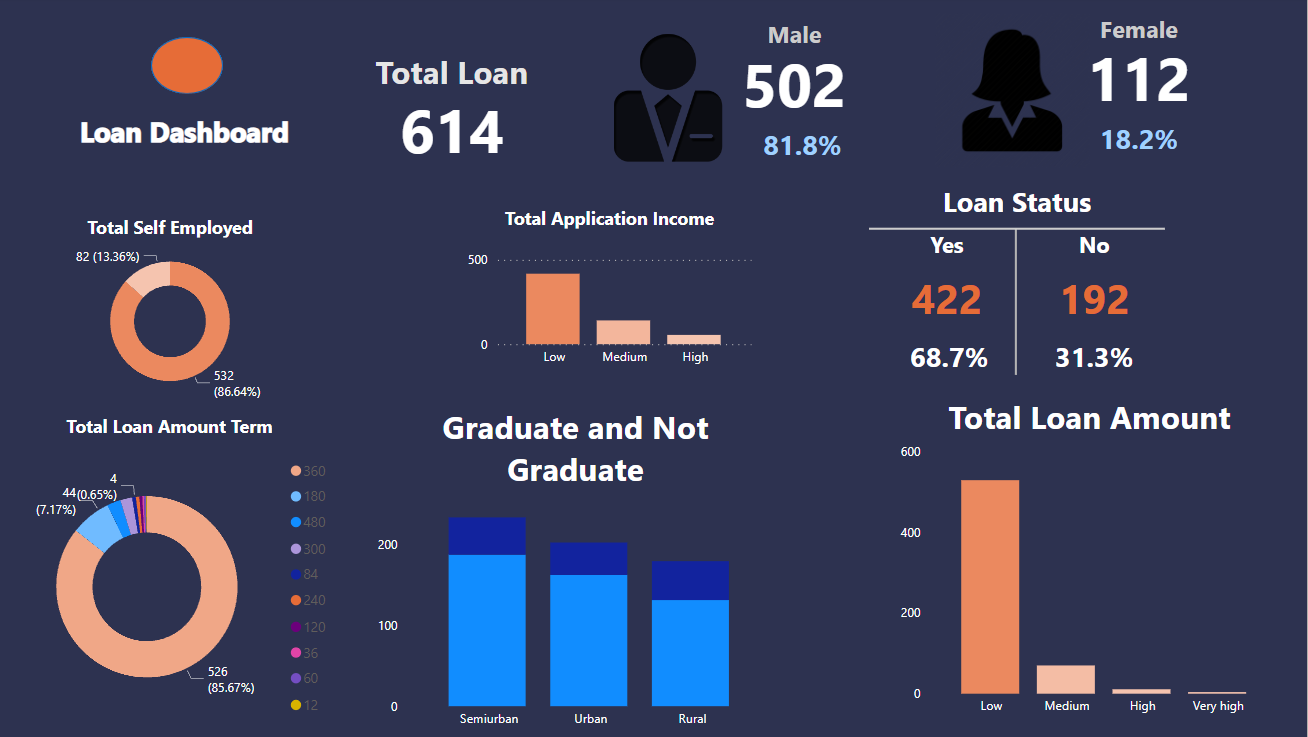 Loan Dashboard
Total Loan
614
Male
502
81.8%
Female
112
18.2%
Total Self Employed
82 (13.36%)
532
(86.64%)
Total Application Income
500
0
Low
Medium
High
Loan Status
Yes
No
422
192
68.7%
31.3%
Total Loan Amount Term
4
(0.65%)
44
(7.17%)
526
(85.67%)
360
180
480
300
84
240
120
36
60
12
Graduate and Not
Graduate
200
100
0
Semiurban
Urban
Rural
Total Loan Amount
600
400
200
0
Low
Medium
High
Very high